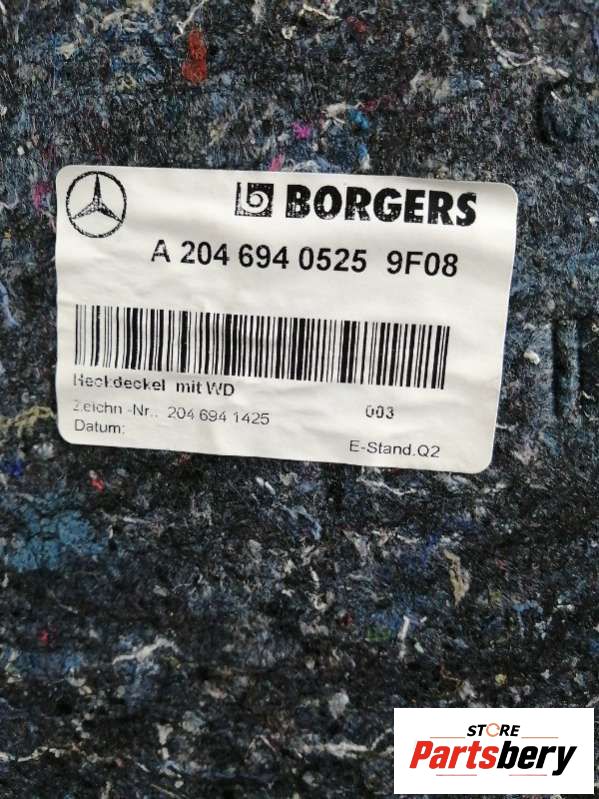 BORGERS
A 204 694 0525 9F08
Heckdeckel mit WD
Zeichn -Nr.: 204 694 1425 003
Datum:
E-Stand.Q2
STORE
Partsbery